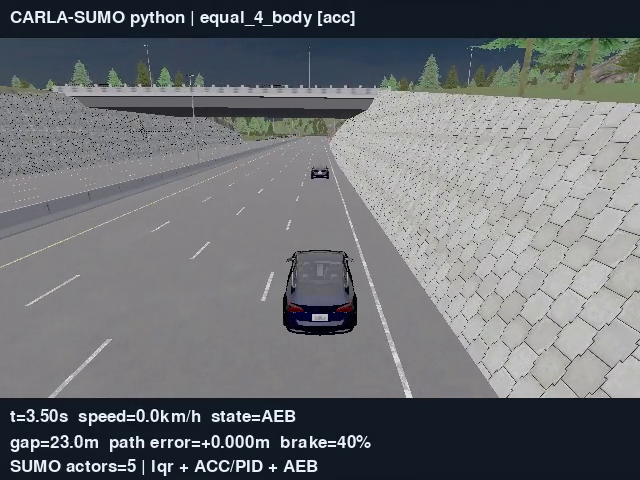 CARLA-SUMO python | equal_4_body [acc]
t=3.50s  speed=0.0km/h  state=AEB
gap=23.0m  path error=+0.000m  brake=40%
SUMO actors=5 | lqr + ACC/PID + AEB